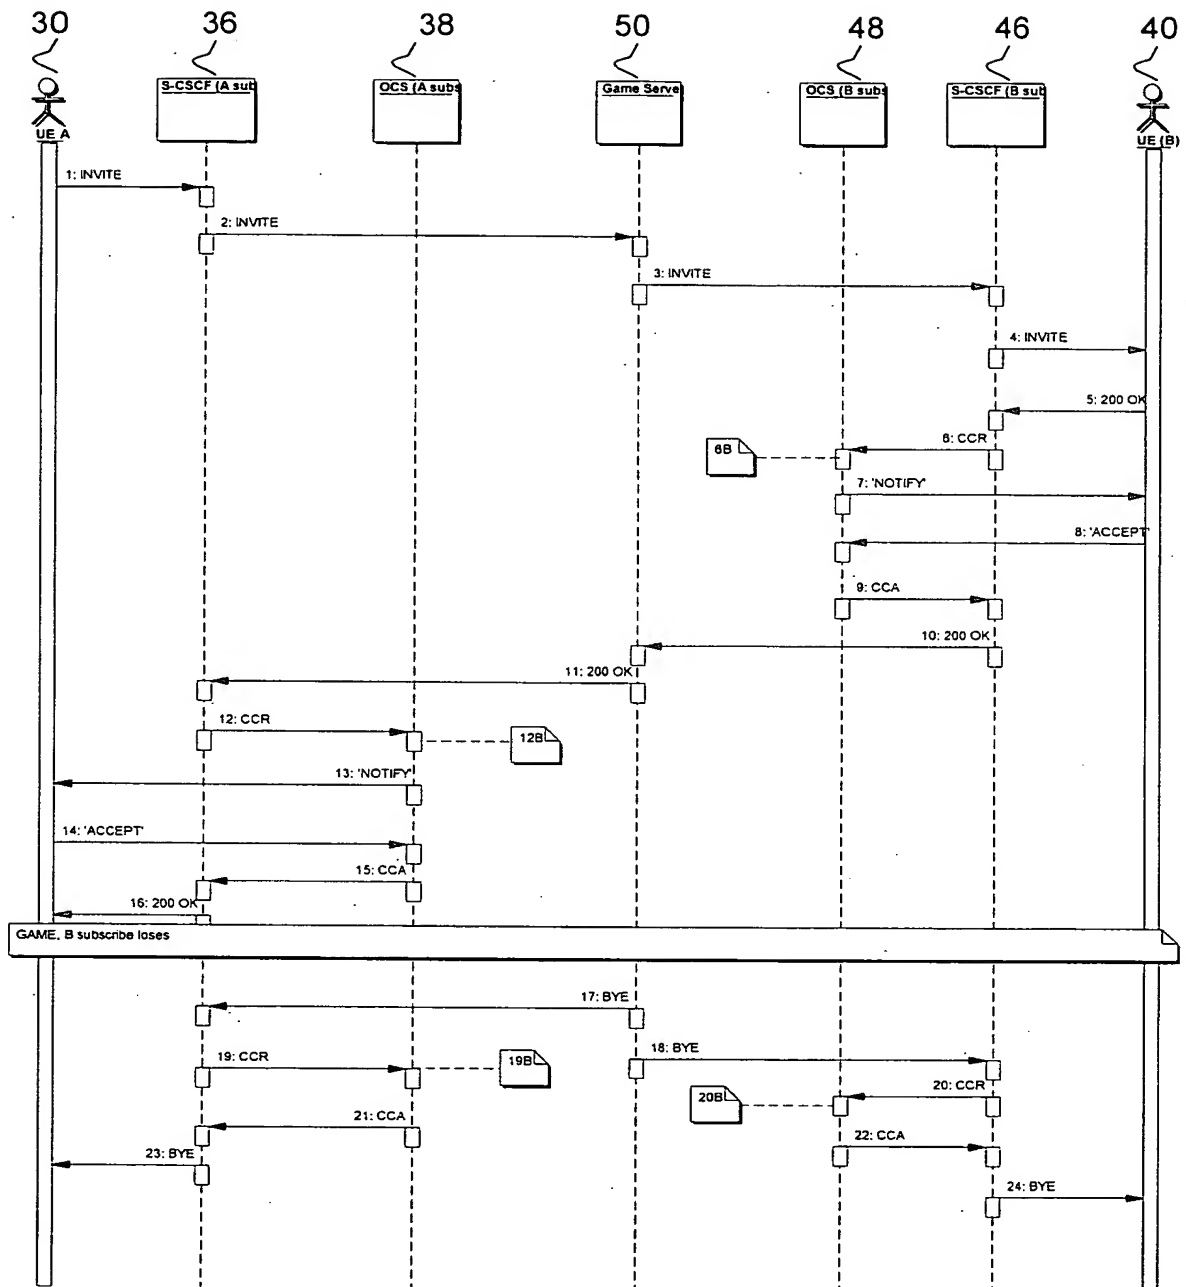 30 36 38 50 48 46 40
S-CSCF (A sub
OCS (A subs
Game Serve
OCS (B subs
S-CSCF (B sub
UE A
UE (B)
1: INVITE
2: INVITE
3: INVITE
4: INVITE
5: 200 OK
6: CCR
6B
7: 'NOTIFY'
8: 'ACCEPT'
9: CCA
10: 200 OK
11: 200 OK
12: CCR
12B
13: 'NOTIFY'
14: 'ACCEPT'
15: CCA
16: 200 OK
GAME, B subscribe loses
17: BYE
18: BYE
19: CCR
19B
20: CCR
20B
21: CCA
22: CCA
23: BYE
24: BYE